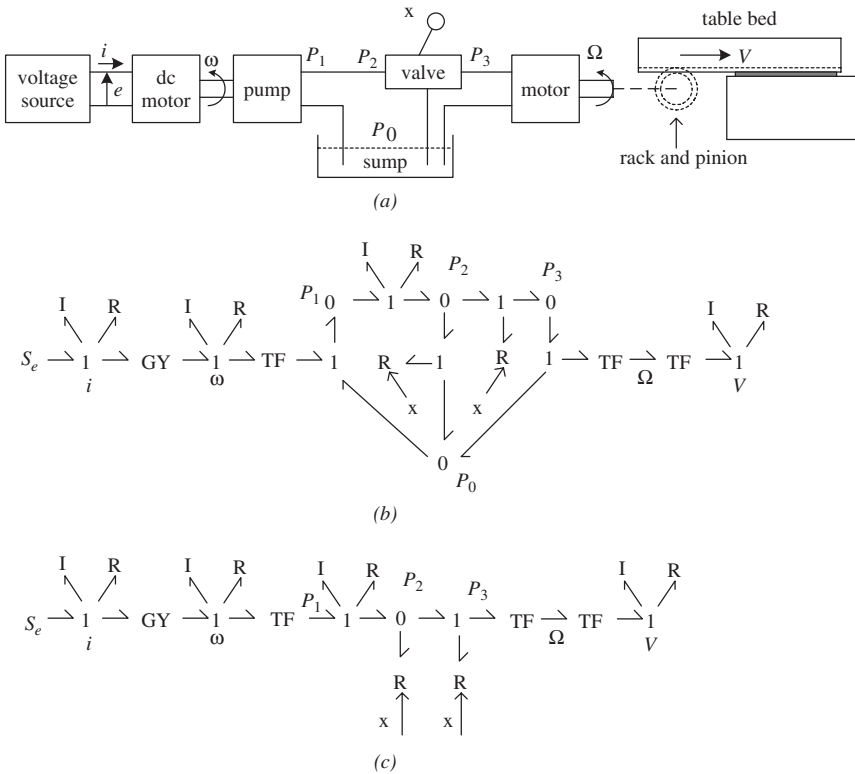 x
table bed
i
ω
P1
P2
P3
Ω
V
voltage source
e
dc motor
pump
valve
motor
P0
sump
rack and pinion
(a)
I R P2 P3
P1 0 1 0 1 0
I R I R I R
Se 1 GY 1 TF 1 R 1 R 1 TF TF 1
i ω x x Ω V
0
P0
(b)
I R I R I R P2 P3 I R
P1
Se 1 GY 1 TF 1 0 1 TF TF 1
i ω Ω V
R R
x x
(c)